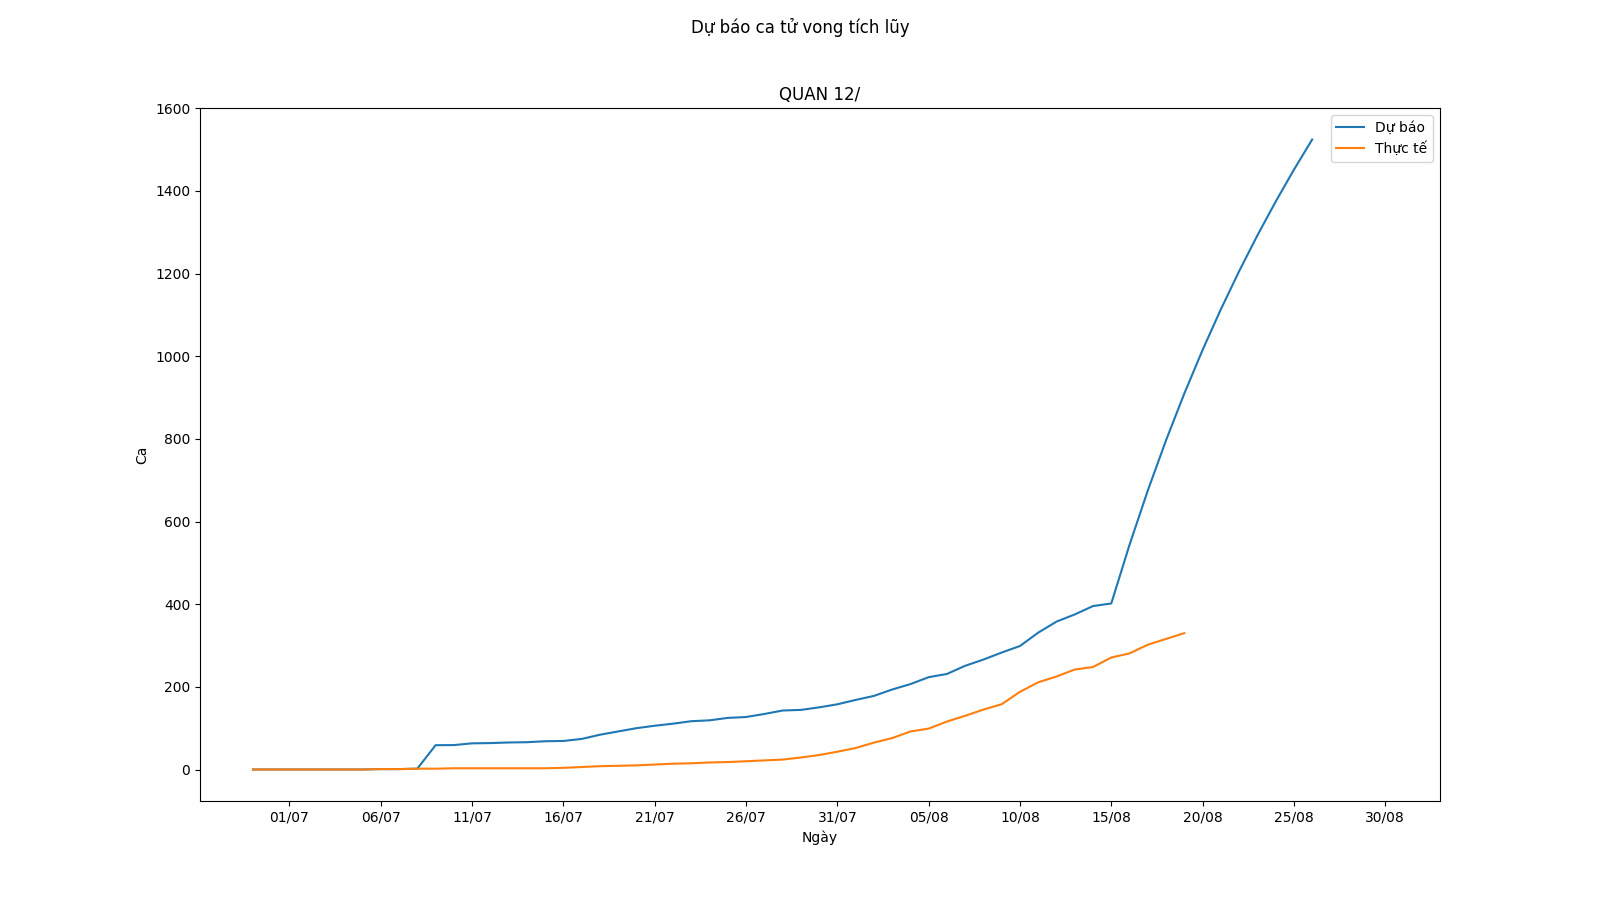 Dự báo ca tử vong tích lũy
QUAN 12/
Dự báo
Thực tế
1600
1400
1200
1000
800
600
400
200
0
Ca
01/07 06/07 11/07 16/07 21/07 26/07 31/07 05/08 10/08 15/08 20/08 25/08 30/08
Ngày